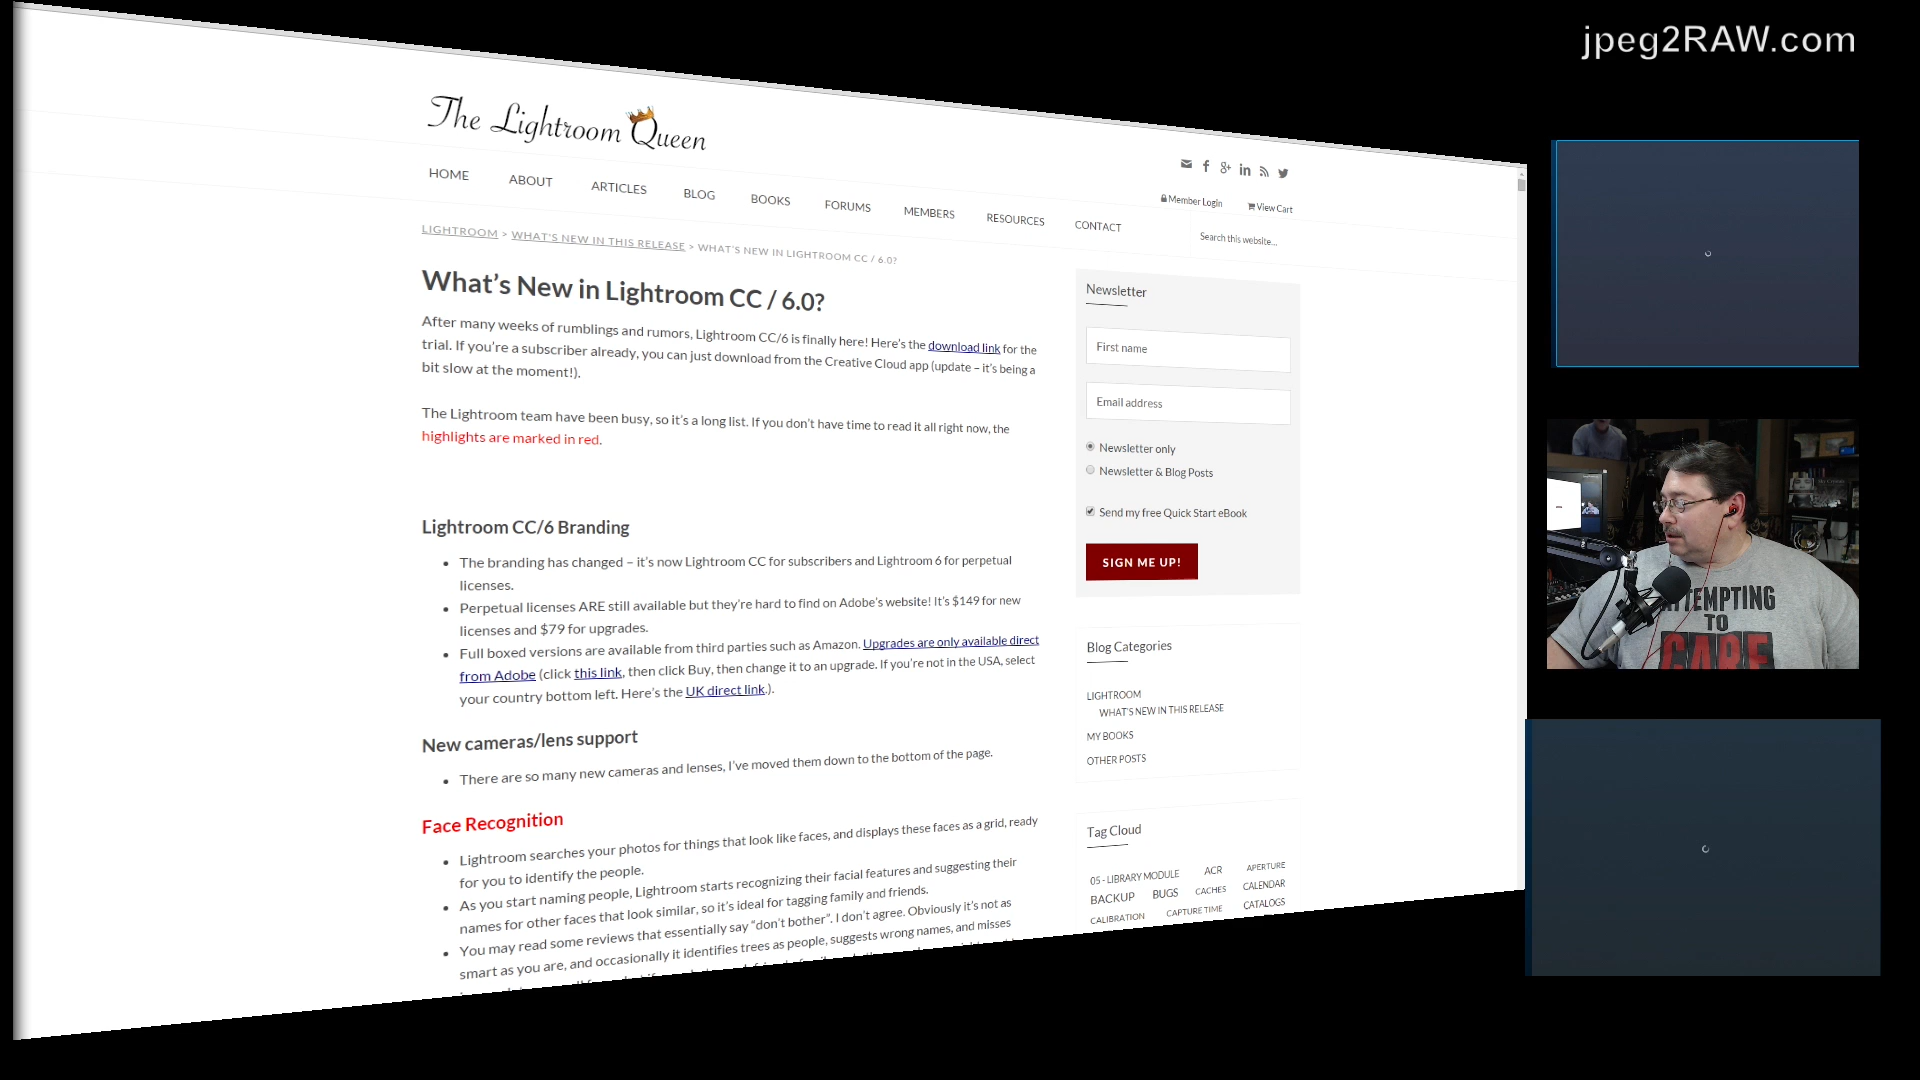 jpeg2RAW.com
The Lightroom Queen
HOME ABOUT ARTICLES BLOG BOOKS FORUMS MEMBERS RESOURCES CONTACT
Member Login View Cart
Search this website...
LIGHTROOM > WHAT'S NEW IN THIS RELEASE > WHAT'S NEW IN LIGHTROOM CC / 6.0?
What's New in Lightroom CC / 6.0?
After many weeks of rumblings and rumors, Lightroom CC/6 is finally here! Here's the download link for the
trial. If you're a subscriber already, you can just download from the Creative Cloud app (update – it's being a
bit slow at the moment!).
The Lightroom team have been busy, so it's a long list. If you don't have time to read it all right now, the
highlights are marked in red.
Lightroom CC/6 Branding
• The branding has changed – it's now Lightroom CC for subscribers and Lightroom 6 for perpetual
licenses.
• Perpetual licenses ARE still available but they're hard to find on Adobe's website! It's $149 for new
licenses and $79 for upgrades.
• Full boxed versions are available from third parties such as Amazon. Upgrades are only available direct
from Adobe (click this link, then click Buy, then change it to an upgrade. If you're not in the USA, select
your country bottom left. Here's the UK direct link.).
New cameras/lens support
• There are so many new cameras and lenses, I've moved them down to the bottom of the page.
Face Recognition
• Lightroom searches your photos for things that look like faces, and displays these faces as a grid, ready
for you to identify the people.
• As you start naming people, Lightroom starts recognizing their facial features and suggesting their
names for other faces that look similar, so it's ideal for tagging family and friends.
• You may read some reviews that essentially say "don't bother". I don't agree. Obviously it's not as
smart as you are, and occasionally it identifies trees as people, suggests wrong names, and misses
Newsletter
First name
Email address
Newsletter only
Newsletter & Blog Posts
Send my free Quick Start eBook
SIGN ME UP!
Blog Categories
LIGHTROOM
WHAT'S NEW IN THIS RELEASE
MY BOOKS
OTHER POSTS
Tag Cloud
05 - LIBRARY MODULE ACR APERTURE
BACKUP BUGS CACHES CALENDAR
CALIBRATION CAPTURE TIME CATALOGS
ATTEMPTING
TO
CARE